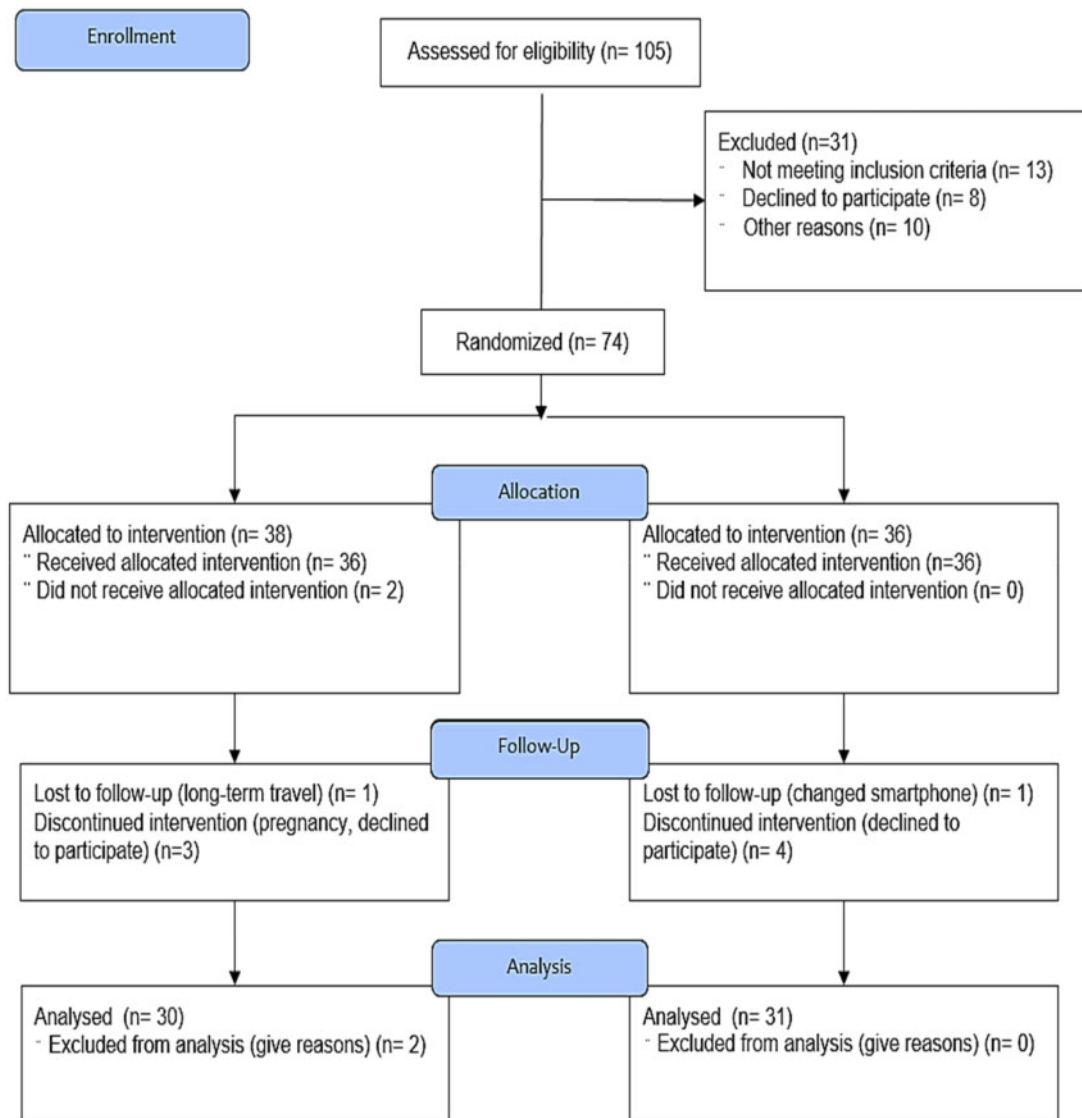 Enrollment
Assessed for eligibility (n= 105)
Excluded (n=31)
- Not meeting inclusion criteria (n= 13)
- Declined to participate (n= 8)
- Other reasons (n= 10)
Randomized (n= 74)
Allocation
Allocated to intervention (n= 38)
¨ Received allocated intervention (n= 36)
¨ Did not receive allocated intervention (n= 2)
Allocated to intervention (n= 36)
¨ Received allocated intervention (n=36)
¨ Did not receive allocated intervention (n= 0)
Follow-Up
Lost to follow-up (long-term travel) (n= 1)
Discontinued intervention (pregnancy, declined
to participate) (n=3)
Lost to follow-up (changed smartphone) (n= 1)
Discontinued intervention (declined to
participate) (n= 4)
Analysis
Analysed (n= 30)
- Excluded from analysis (give reasons) (n= 2)
Analysed (n= 31)
- Excluded from analysis (give reasons) (n= 0)